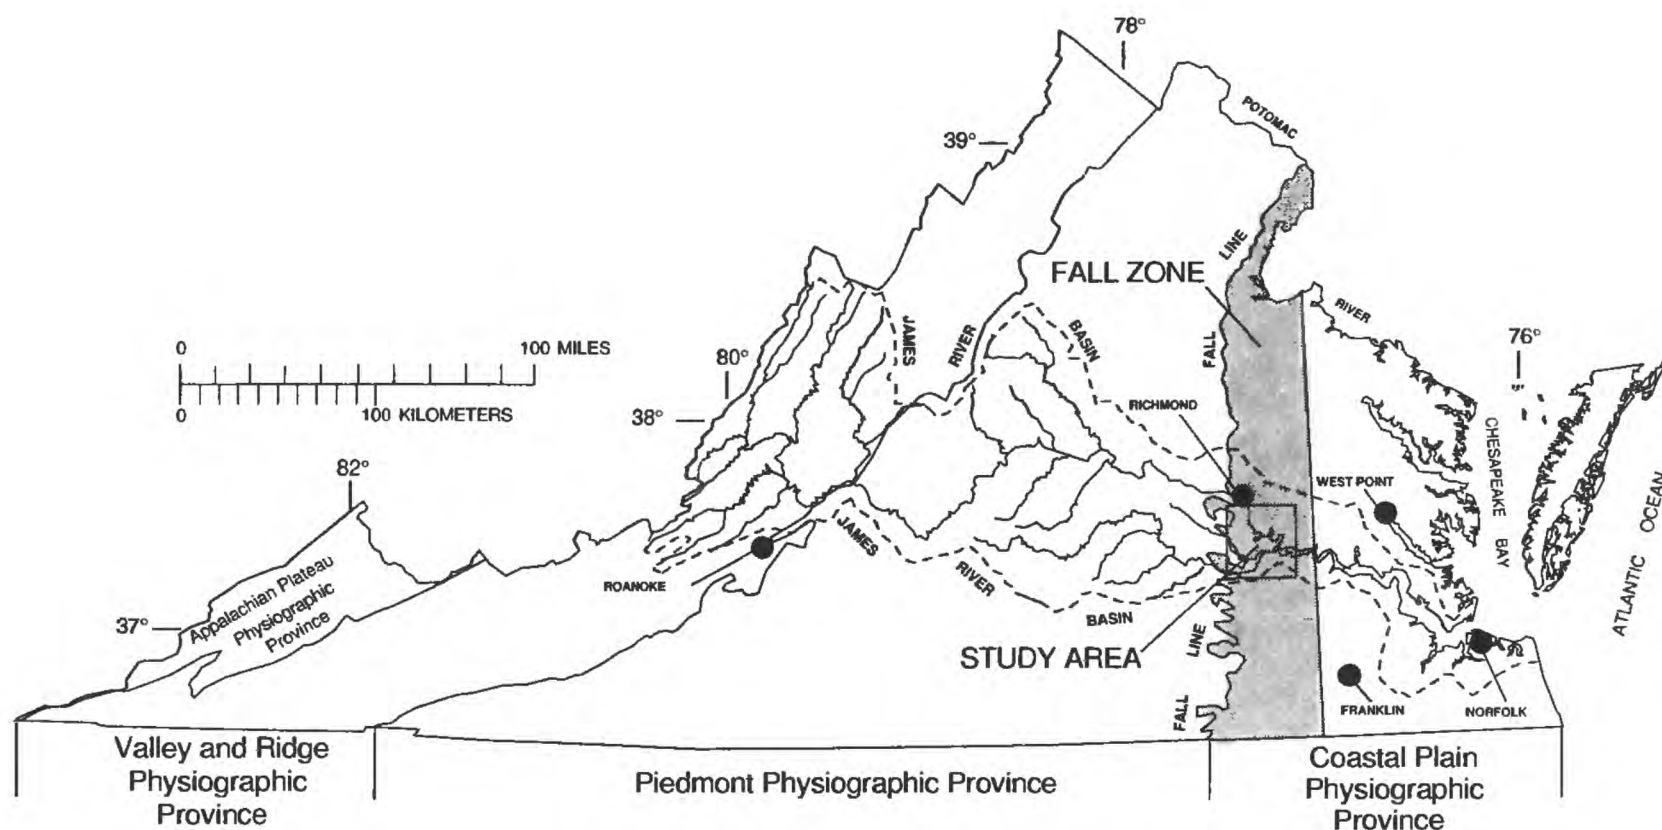 78°
POTOMAC
39°
LINE
FALL ZONE
RIVER
JAMES
RIVER
BASIN
FALL
76°
0 100 MILES
0 100 KILOMETERS
80°
38°
RICHMOND
CHESAPEAKE BAY
82°
WEST POINT
ATLANTIC OCEAN
JAMES
RIVER
BASIN
ROANOKE
Appalachian Plateau
Physiographic
Province
37°
STUDY AREA
LINE
FALL
FRANKLIN
NORFOLK
Valley and Ridge
Physiographic
Province
Piedmont Physiographic Province
Coastal Plain
Physiographic
Province